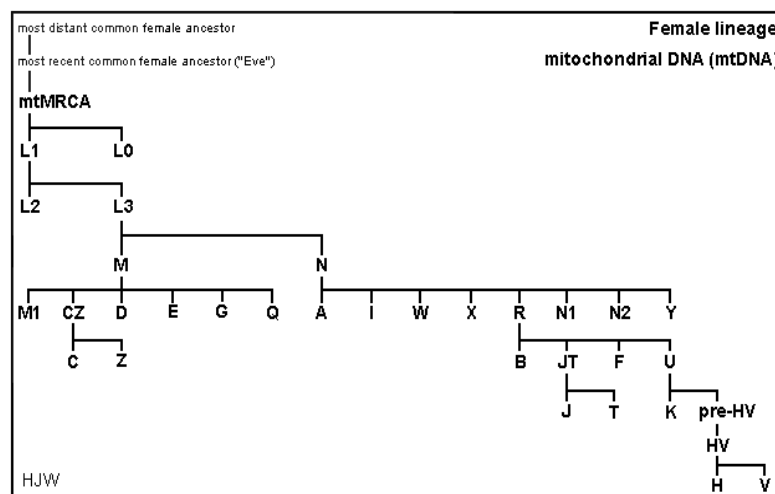 most distant common female ancestor
Female lineage
most recent common female ancestor ("Eve")
mitochondrial DNA (mtDNA)
mtMRCA
L1 L0
L2 L3
M N
M1 CZ D E G Q A I W X R N1 N2 Y
C Z B JT F U
J T K pre-HV
HV
H V
HJW